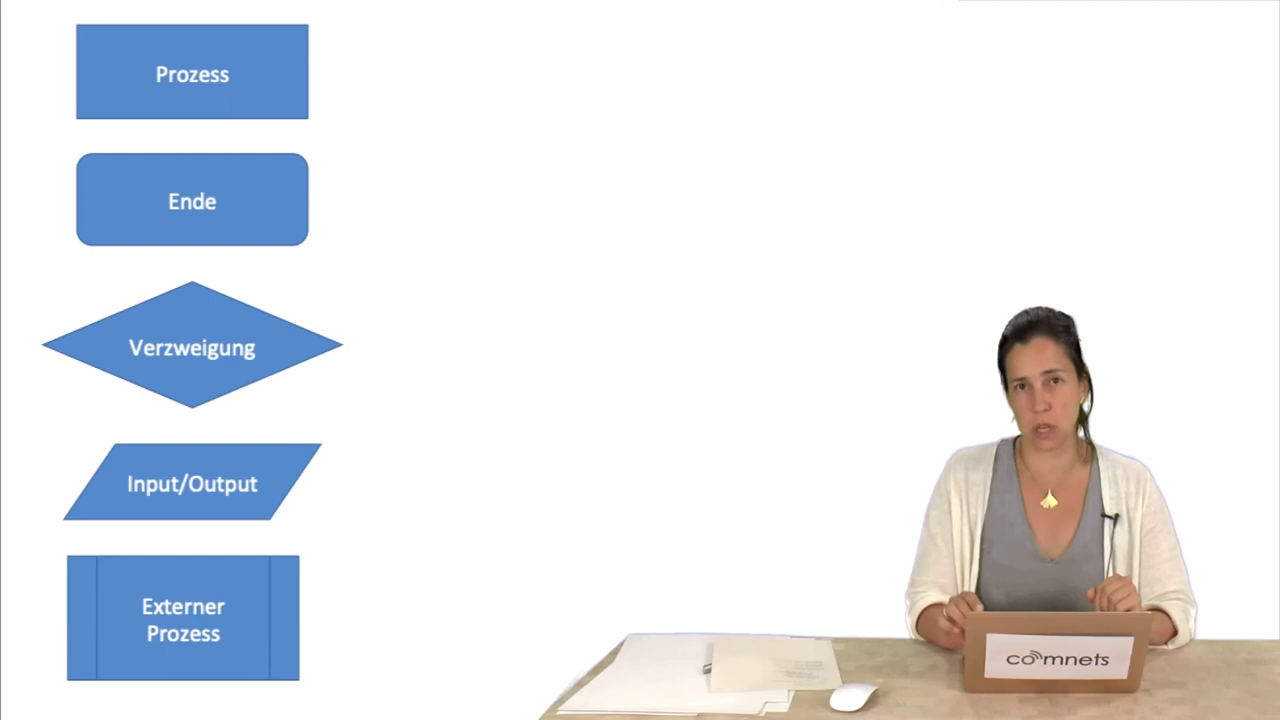 Prozess
Ende
Verzweigung
Input/Output
Externer
Prozess
comnets